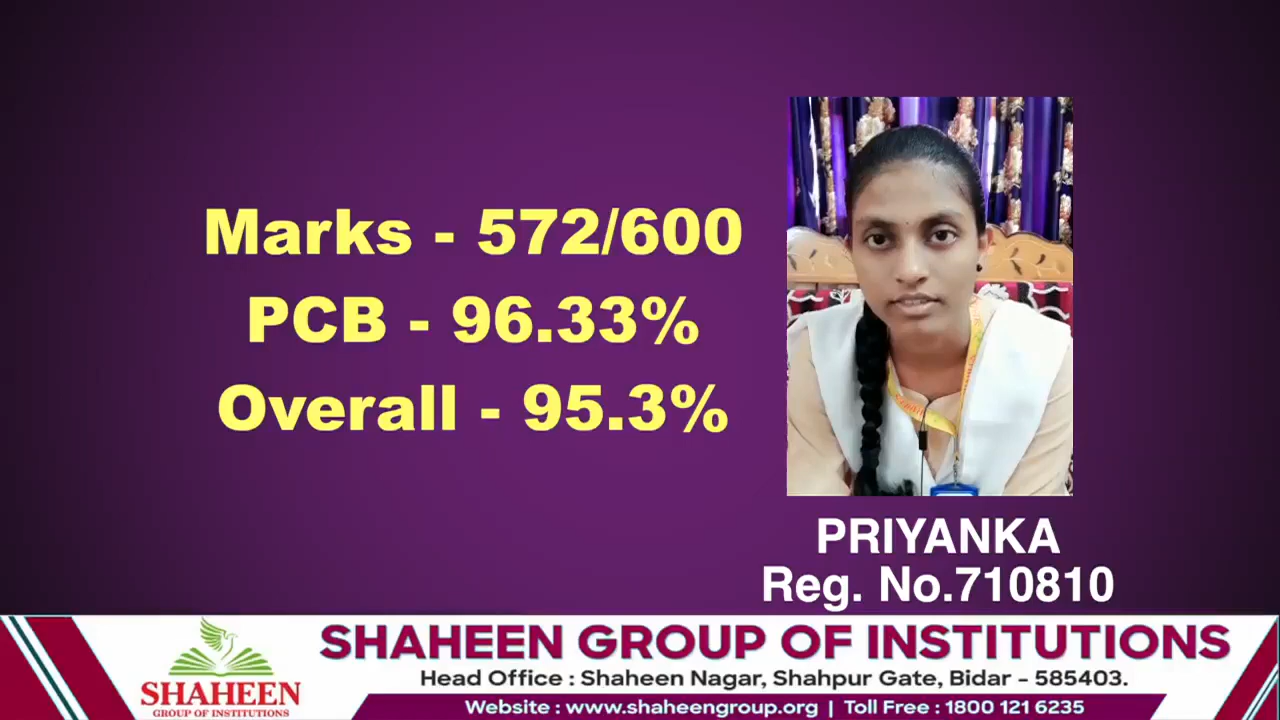 Marks - 572/600
PCB - 96.33%
Overall - 95.3%
PRIYANKA
Reg. No.710810
SHAHEEN
GROUP OF INSTITUTIONS
SHAHEEN GROUP OF INSTITUTIONS
Head Office : Shaheen Nagar, Shahpur Gate, Bidar - 585403.
Website : www.shaheengroup.org | Toll Free : 1800 121 6235